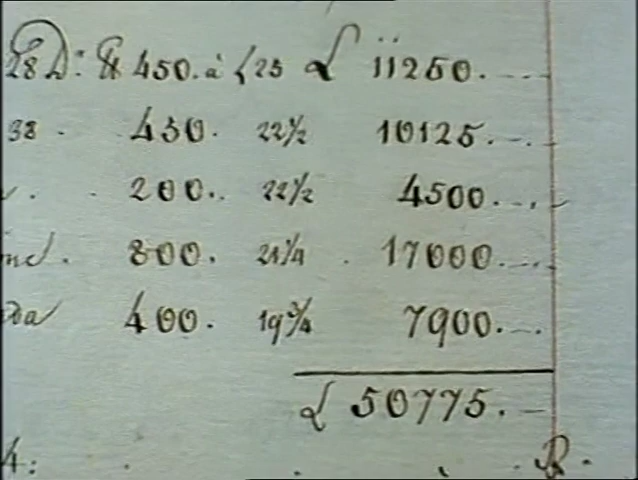 450. à ƒ 25 ƒ 11250.
38 . 450. 22½ 10125.
200. 22½ 4500.
800. 21¼ . 17000.
400. 19¾ 7900.
ƒ 50775.
4: